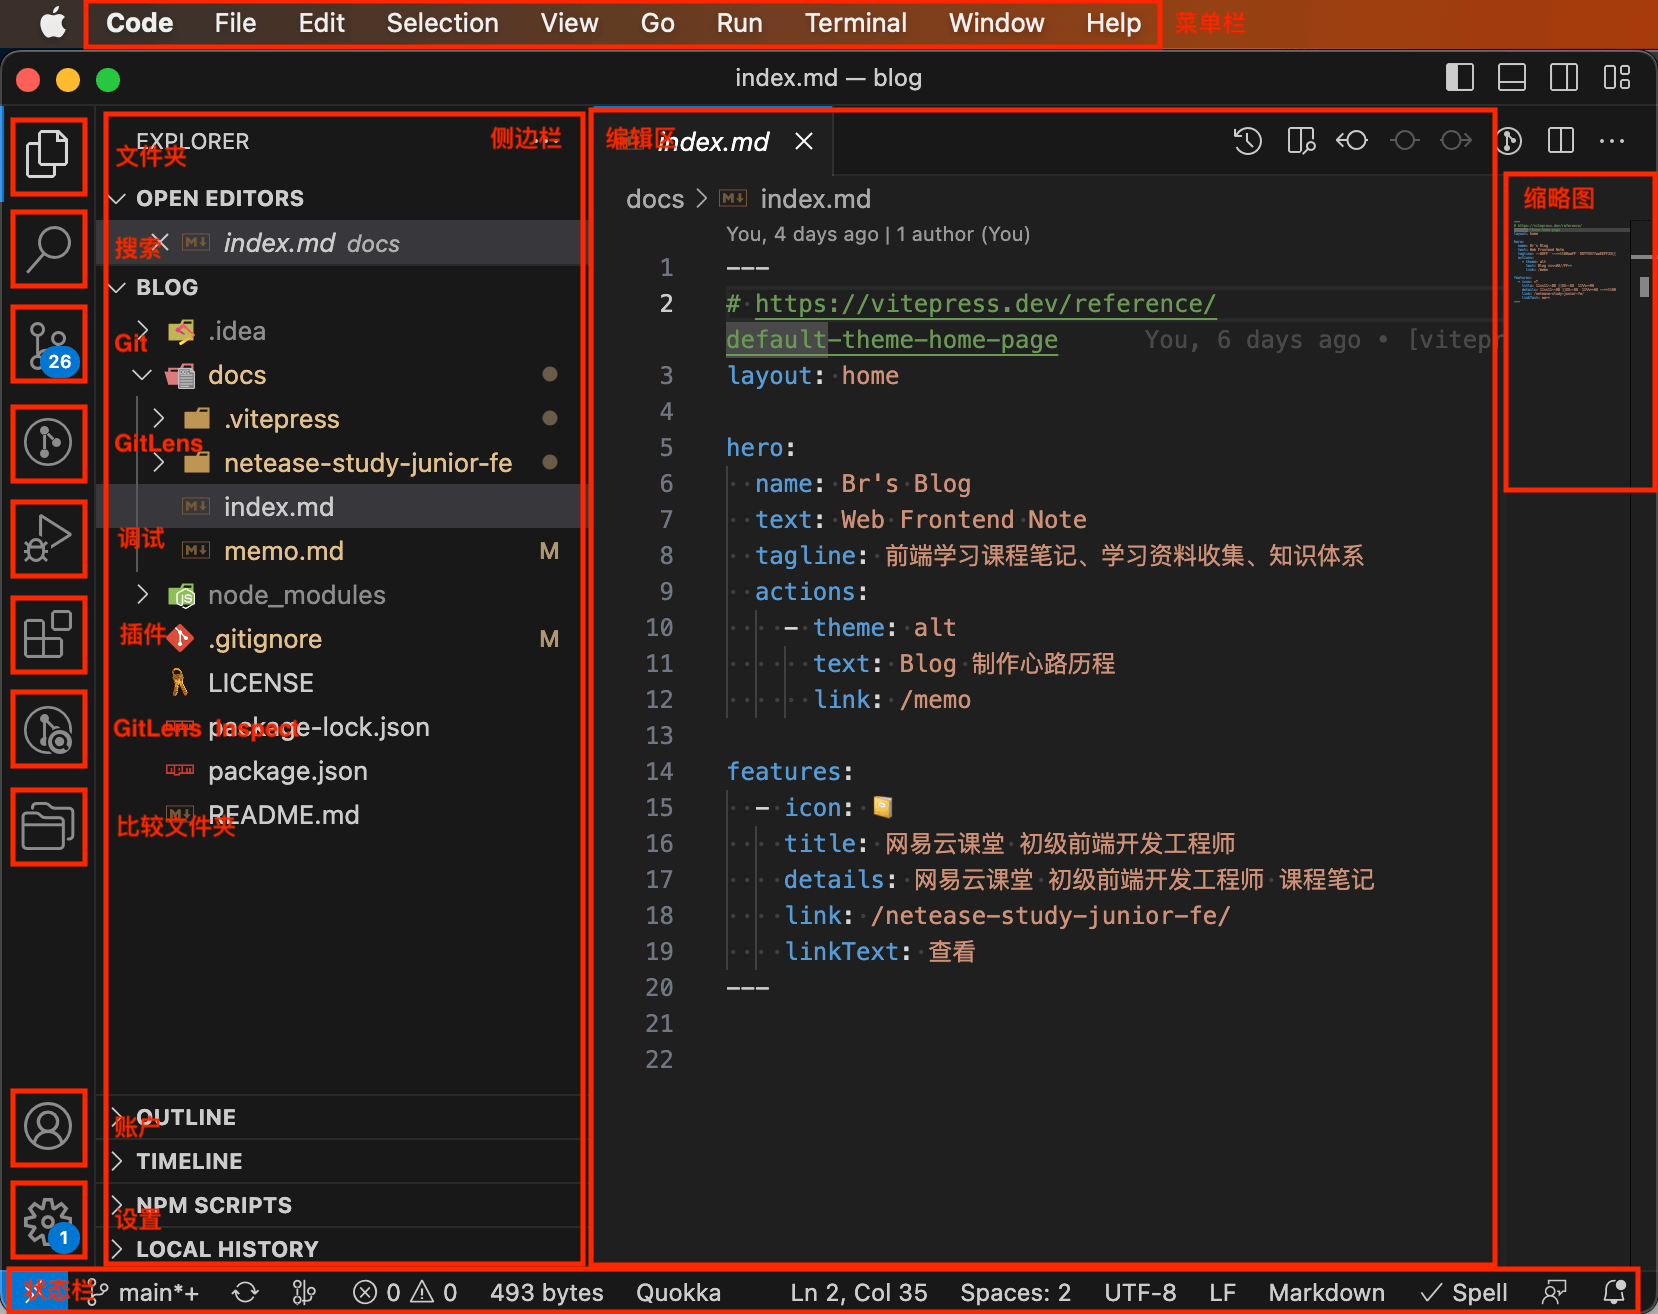 Code File Edit Selection View Go Run Terminal Window Help 菜单栏
index.md — blog
EXPLORER 侧边栏
文件夹
OPEN EDITORS
搜索 index.md docs
BLOG
.idea
Git
26
docs
.vitepress
GitLens
netease-study-junior-fe
index.md
调试
memo.md M
node_modules
插件
.gitignore M
LICENSE
GitLens Inspect
package-lock.json
package.json
README.md
比较文件夹
OUTLINE
账户
TIMELINE
NPM SCRIPTS
设置
1
LOCAL HISTORY
编辑区 index.md
docs > index.md
You, 4 days ago | 1 author (You)
1 ---
2 # https://vitepress.dev/reference/
default-theme-home-page You, 6 days ago • [vitepr
3 layout: home
4
5 hero:
6 name: Br's Blog
7 text: Web Frontend Note
8 tagline: 前端学习课程笔记、学习资料收集、知识体系
9 actions:
10 - theme: alt
11 text: Blog 制作心路历程
12 link: /memo
13
14 features:
15 - icon: 📔
16 title: 网易云课堂 初级前端开发工程师
17 details: 网易云课堂 初级前端开发工程师 课程笔记
18 link: /netease-study-junior-fe/
19 linkText: 查看
20 ---
21
22
缩略图
状态栏 main*+ 0 0 493 bytes Quokka Ln 2, Col 35 Spaces: 2 UTF-8 LF Markdown Spell